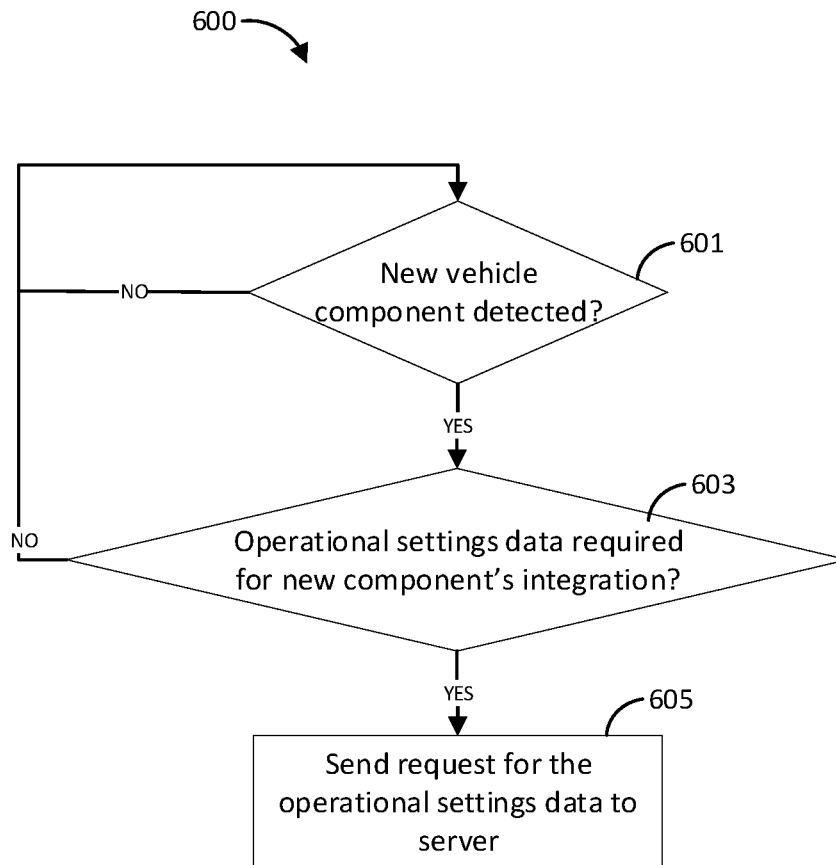 600
601
New vehicle
component detected?
NO
YES
603
Operational settings data required
for new component's integration?
NO
YES
605
Send request for the
operational settings data to
server